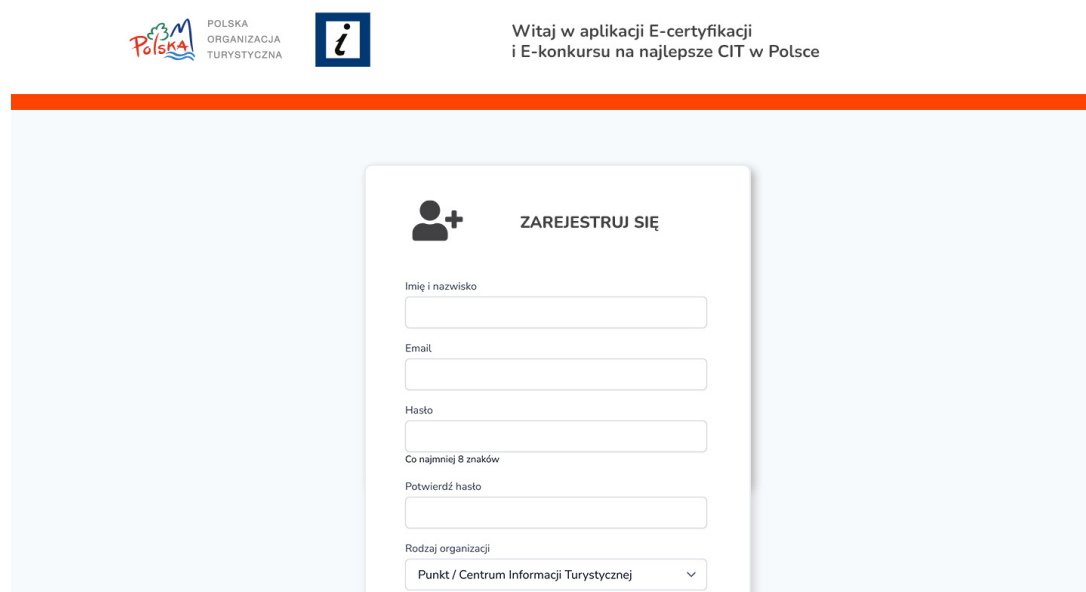 Polska
POLSKA
ORGANIZACJA
TURYSTYCZNA
i
Witaj w aplikacji E-certyfikacji
i E-konkursu na najlepsze CIT w Polsce
ZAREJESTRUJ SIĘ
Imię i nazwisko
Email
Hasło
Co najmniej 8 znaków
Potwierdź hasło
Rodzaj organizacji
Punkt / Centrum Informacji Turystycznej